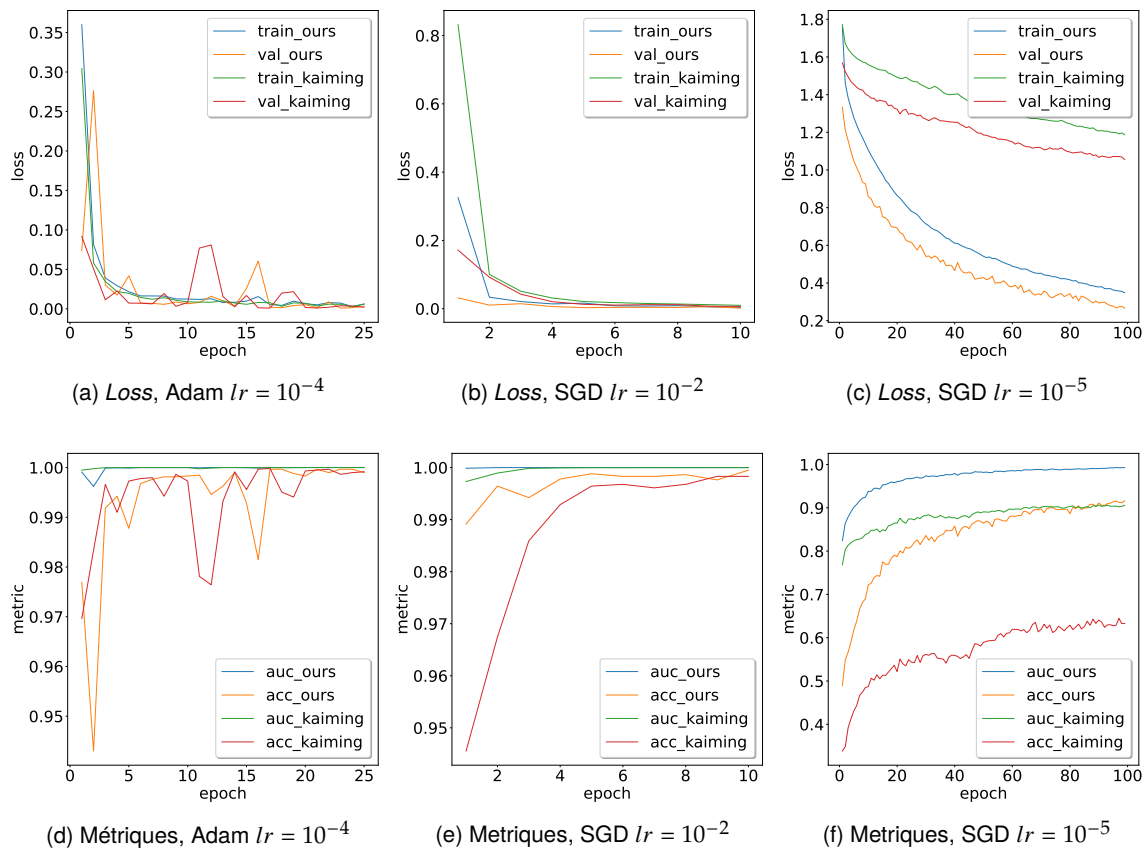 0.35
0.30
0.25
0.20
0.15
0.10
0.05
0.00
loss
0 5 10 15 20 25
epoch
train_ours
val_ours
train_kaiming
val_kaiming
(a) Loss, Adam lr = 10⁻⁴
0.8
0.6
0.4
0.2
0.0
loss
2 4 6 8 10
epoch
train_ours
val_ours
train_kaiming
val_kaiming
(b) Loss, SGD lr = 10⁻²
1.8
1.6
1.4
1.2
1.0
0.8
0.6
0.4
0.2
loss
0 20 40 60 80 100
epoch
train_ours
val_ours
train_kaiming
val_kaiming
(c) Loss, SGD lr = 10⁻⁵
1.00
0.99
0.98
0.97
0.96
0.95
metric
0 5 10 15 20 25
epoch
auc_ours
acc_ours
auc_kaiming
acc_kaiming
(d) Métriques, Adam lr = 10⁻⁴
1.00
0.99
0.98
0.97
0.96
0.95
metric
2 4 6 8 10
epoch
auc_ours
acc_ours
auc_kaiming
acc_kaiming
(e) Metriques, SGD lr = 10⁻²
1.0
0.9
0.8
0.7
0.6
0.5
0.4
metric
0 20 40 60 80 100
epoch
auc_ours
acc_ours
auc_kaiming
acc_kaiming
(f) Metriques, SGD lr = 10⁻⁵